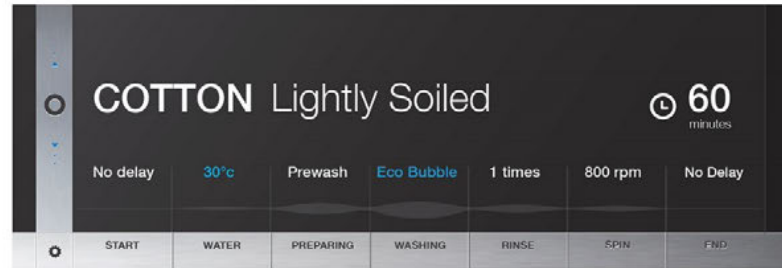 COTTON Lightly Soiled
60
minutes
No delay 30°c Prewash Eco Bubble 1 times 800 rpm No Delay
START WATER PREPARING WASHING RINSE SPIN END